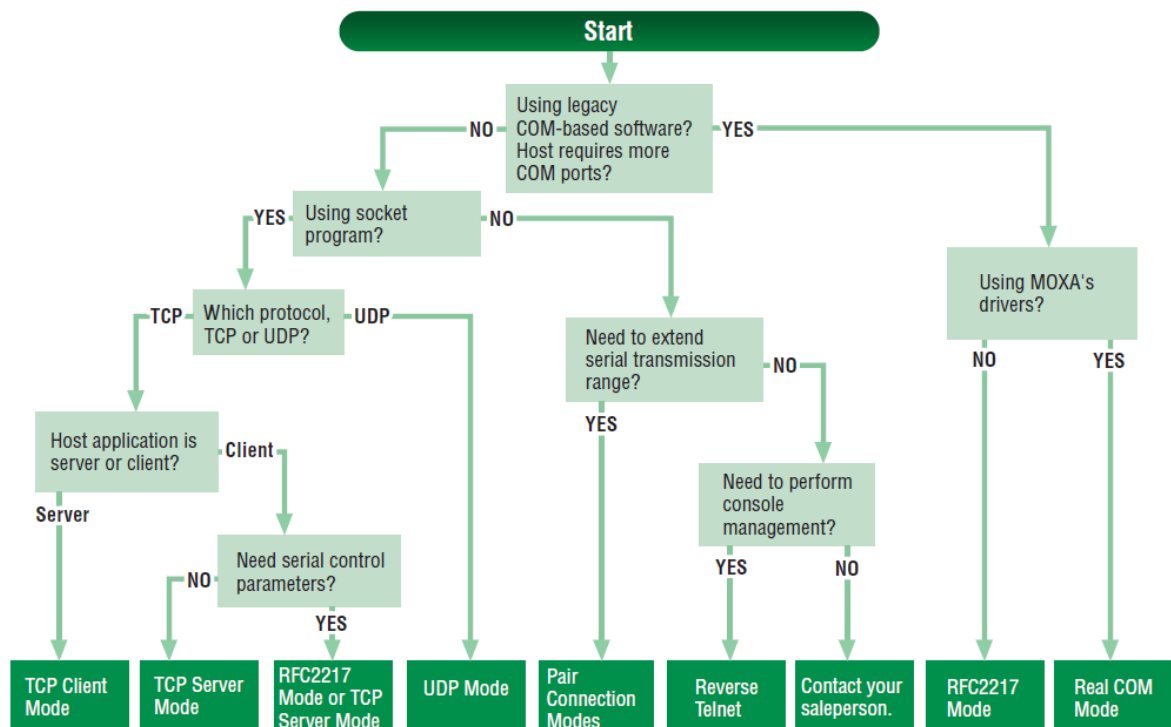 Start
Using legacy
COM-based software?
Host requires more
COM ports?
NO
YES
Using socket
program?
YES
NO
Using MOXA's
drivers?
NO
YES
Which protocol,
TCP or UDP?
TCP
UDP
Need to extend
serial transmission
range?
NO
YES
Host application is
server or client?
Client
Server
Need to perform
console
management?
YES
NO
Need serial control
parameters?
NO
YES
TCP Client
Mode
TCP Server
Mode
RFC2217
Mode or TCP
Server Mode
UDP Mode
Pair
Connection
Modes
Reverse
Telnet
Contact your
saleperson.
RFC2217
Mode
Real COM
Mode